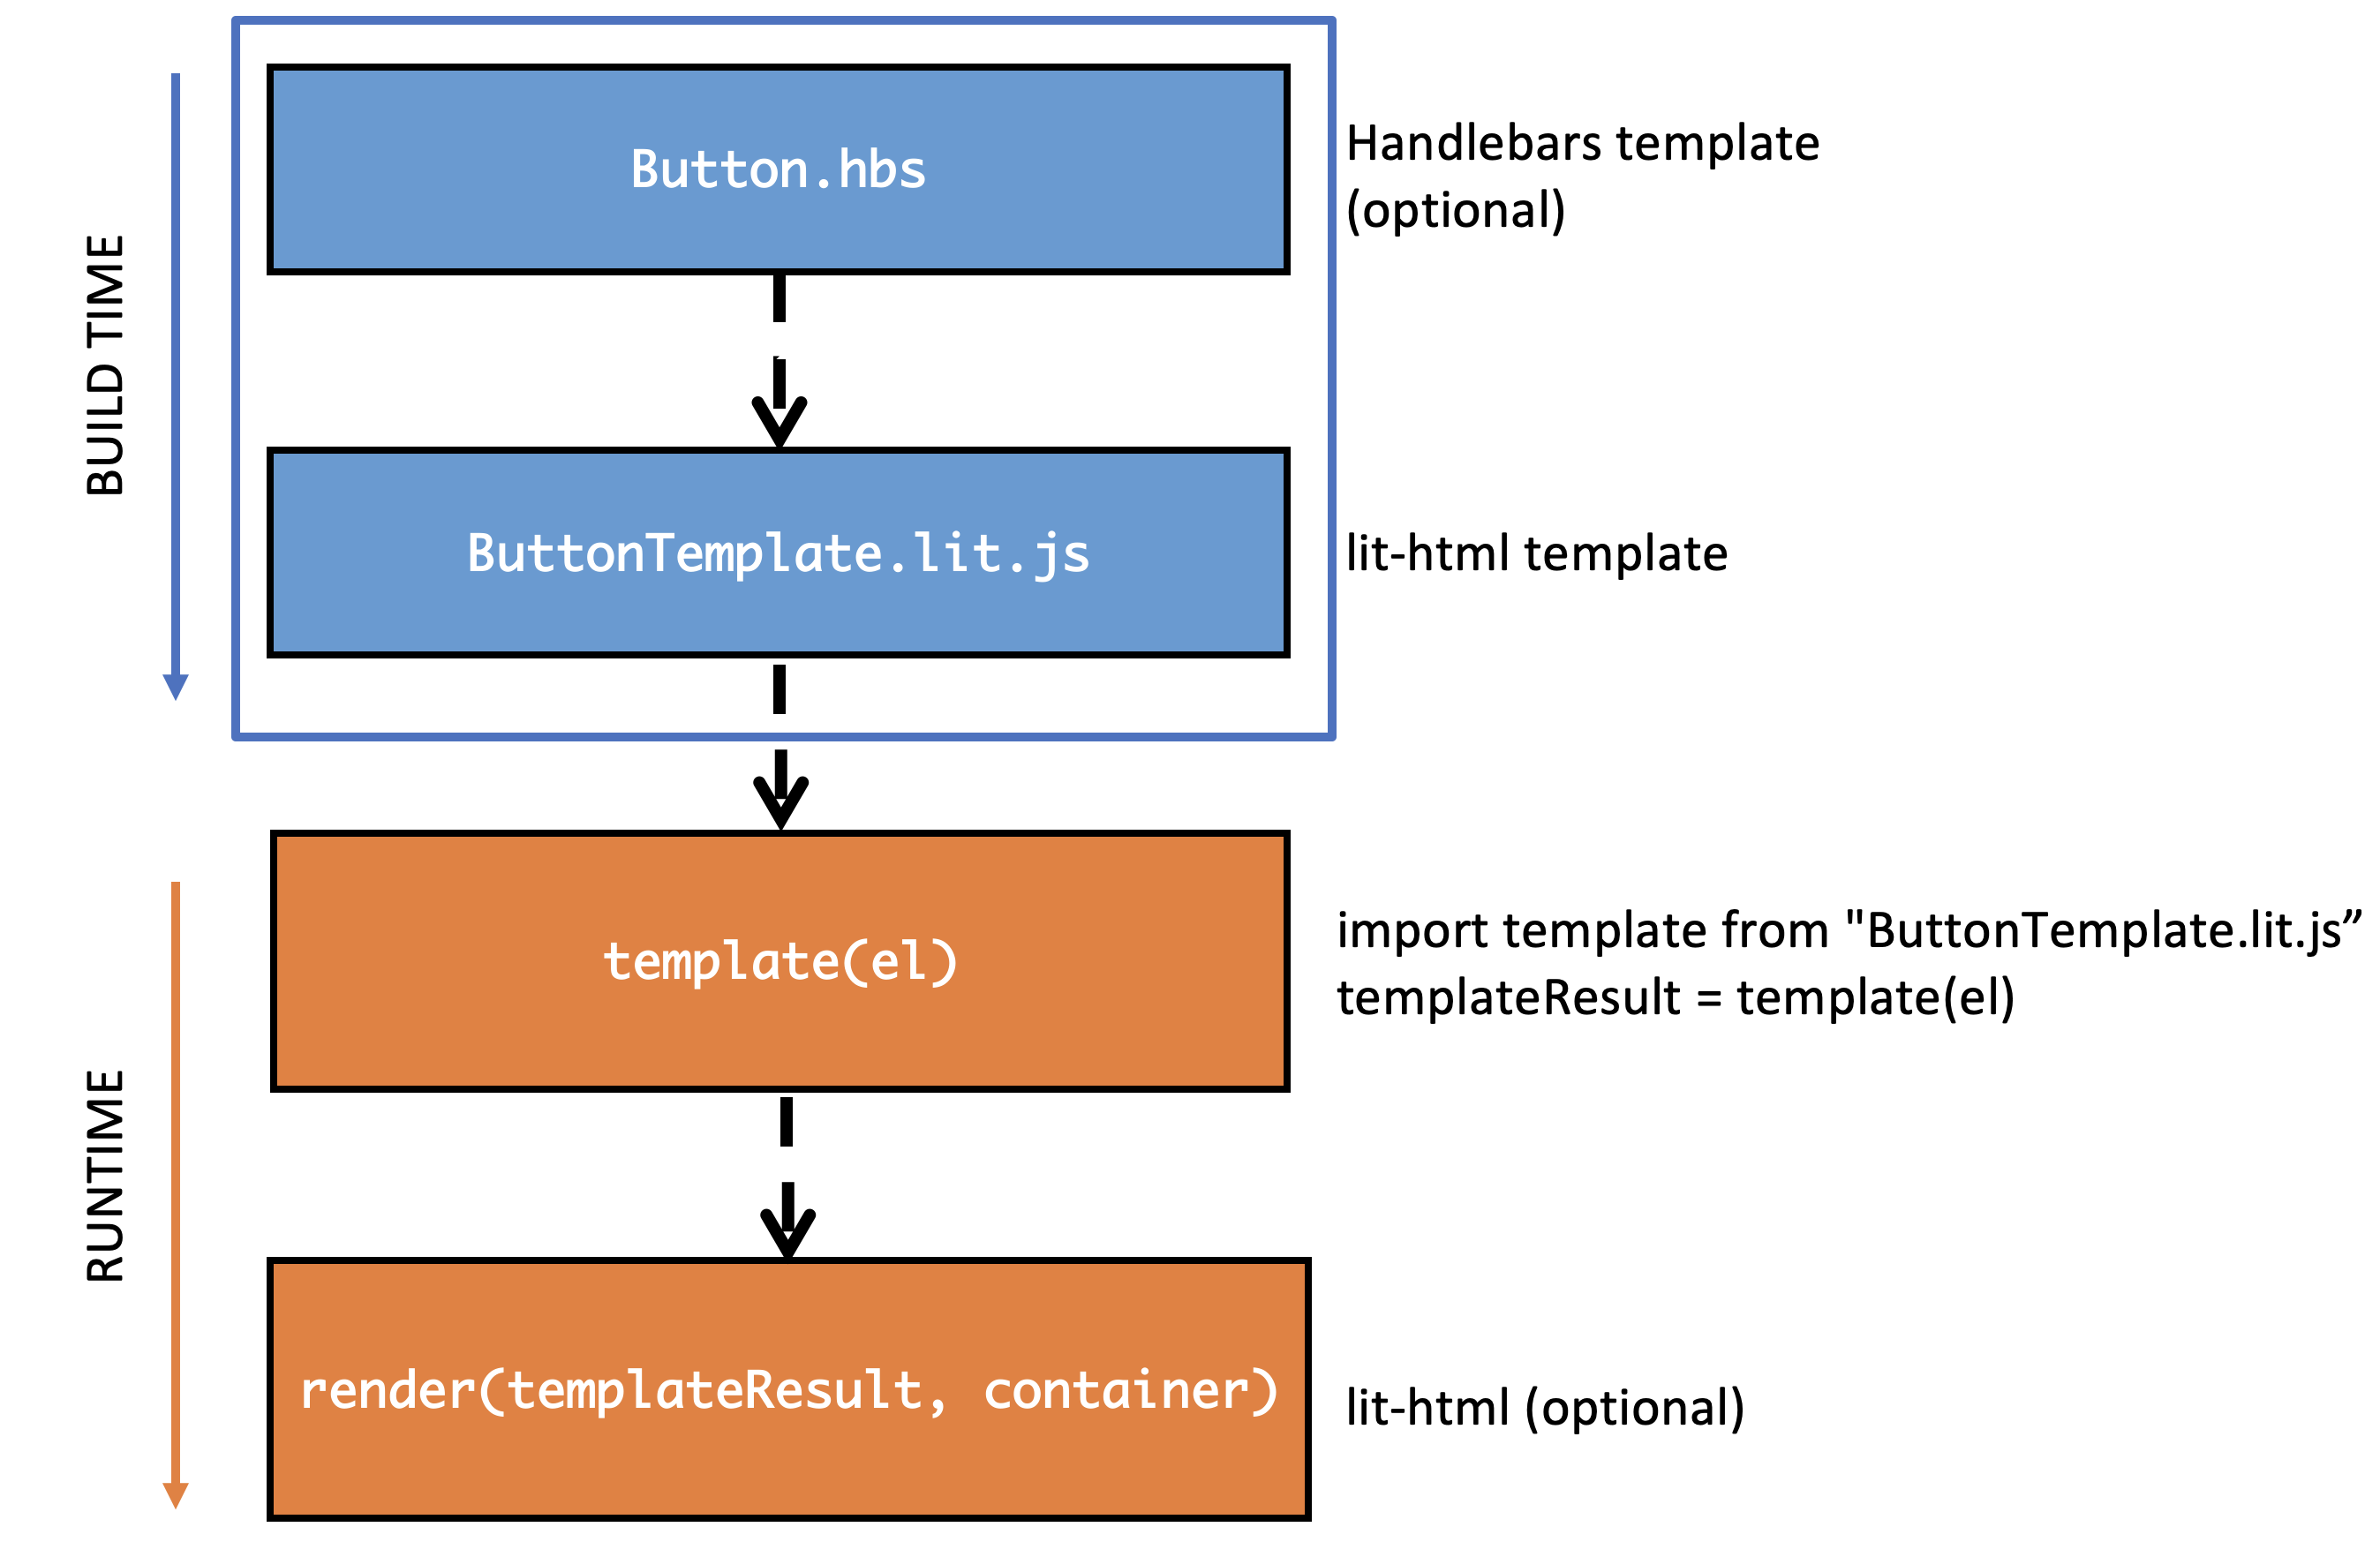 BUILD TIME
Button.hbs
Handlebars template
(optional)
ButtonTemplate.lit.js
lit-html template
RUNTIME
template(el)
import template from "ButtonTemplate.lit.js”
templateResult = template(el)
render(templateResult, container)
lit-html (optional)